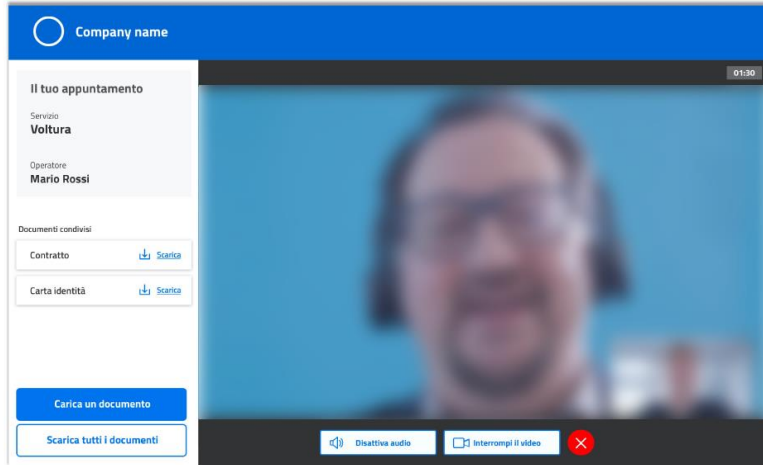 Company name
Il tuo appuntamento
Servizio
Voltura
Operatore
Mario Rossi
Documenti condivisi
Contratto
Scarica
Carta identità
Scarica
Carica un documento
Scarica tutti i documenti
01:30
Disattiva audio
Interrompi il video